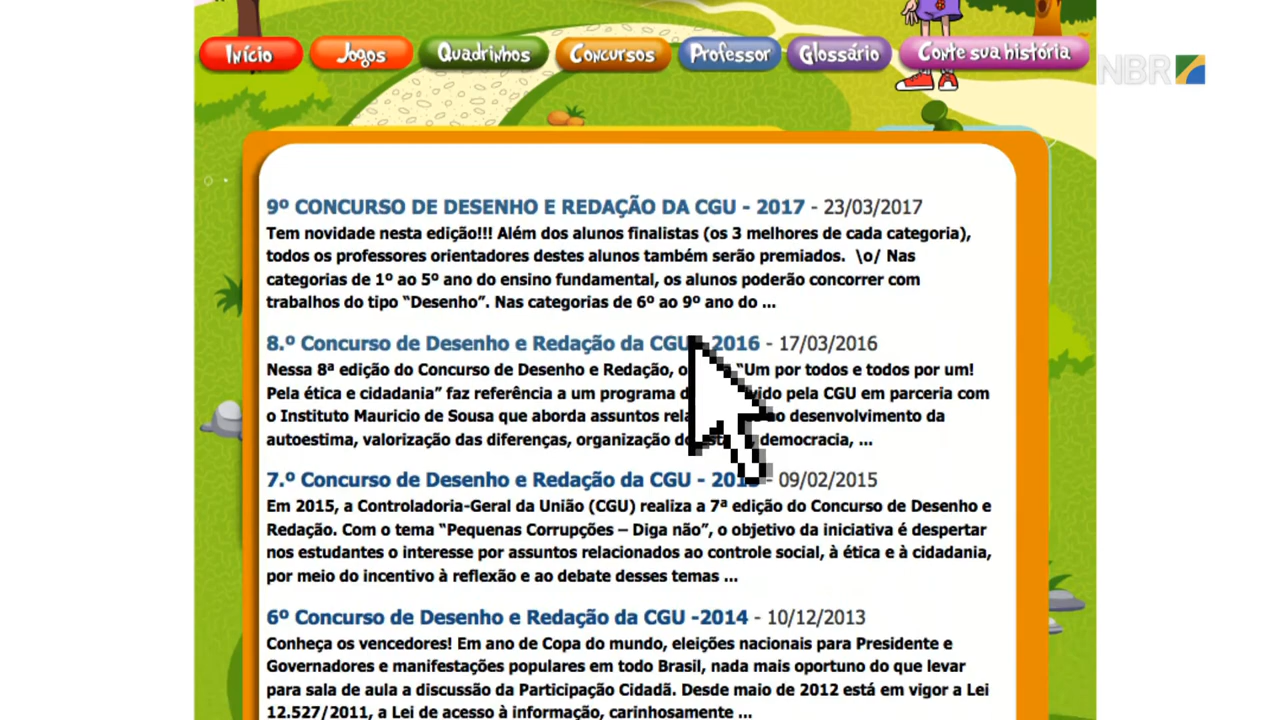 Início Jogos Quadrinhos Concursos Professor Glossário Conte sua história
NBR
9º CONCURSO DE DESENHO E REDAÇÃO DA CGU - 2017 - 23/03/2017
Tem novidade nesta edição!!! Além dos alunos finalistas (os 3 melhores de cada categoria),
todos os professores orientadores destes alunos também serão premiados. \o/ Nas
categorias de 1º ao 5º ano do ensino fundamental, os alunos poderão concorrer com
trabalhos do tipo “Desenho”. Nas categorias de 6º ao 9º ano do ...
8.º Concurso de Desenho e Redação da CGU - 2016 - 17/03/2016
Nessa 8ª edição do Concurso de Desenho e Redação, o “Um por todos e todos por um!
Pela ética e cidadania” faz referência a um programa pela CGU em parceria com
o Instituto Mauricio de Sousa que aborda assuntos ao desenvolvimento da
autoestima, valorização das diferenças, organização democracia, ...
7.º Concurso de Desenho e Redação da CGU - 2015 - 09/02/2015
Em 2015, a Controladoria-Geral da União (CGU) realiza a 7ª edição do Concurso de Desenho e
Redação. Com o tema “Pequenas Corrupções – Diga não”, o objetivo da iniciativa é despertar
nos estudantes o interesse por assuntos relacionados ao controle social, à ética e à cidadania,
por meio do incentivo à reflexão e ao debate desses temas ...
6º Concurso de Desenho e Redação da CGU -2014 - 10/12/2013
Conheça os vencedores! Em ano de Copa do mundo, eleições nacionais para Presidente e
Governadores e manifestações populares em todo Brasil, nada mais oportuno do que levar
para sala de aula a discussão da Participação Cidadã. Desde maio de 2012 está em vigor a Lei
12.527/2011, a Lei de acesso à informação, carinhosamente ...